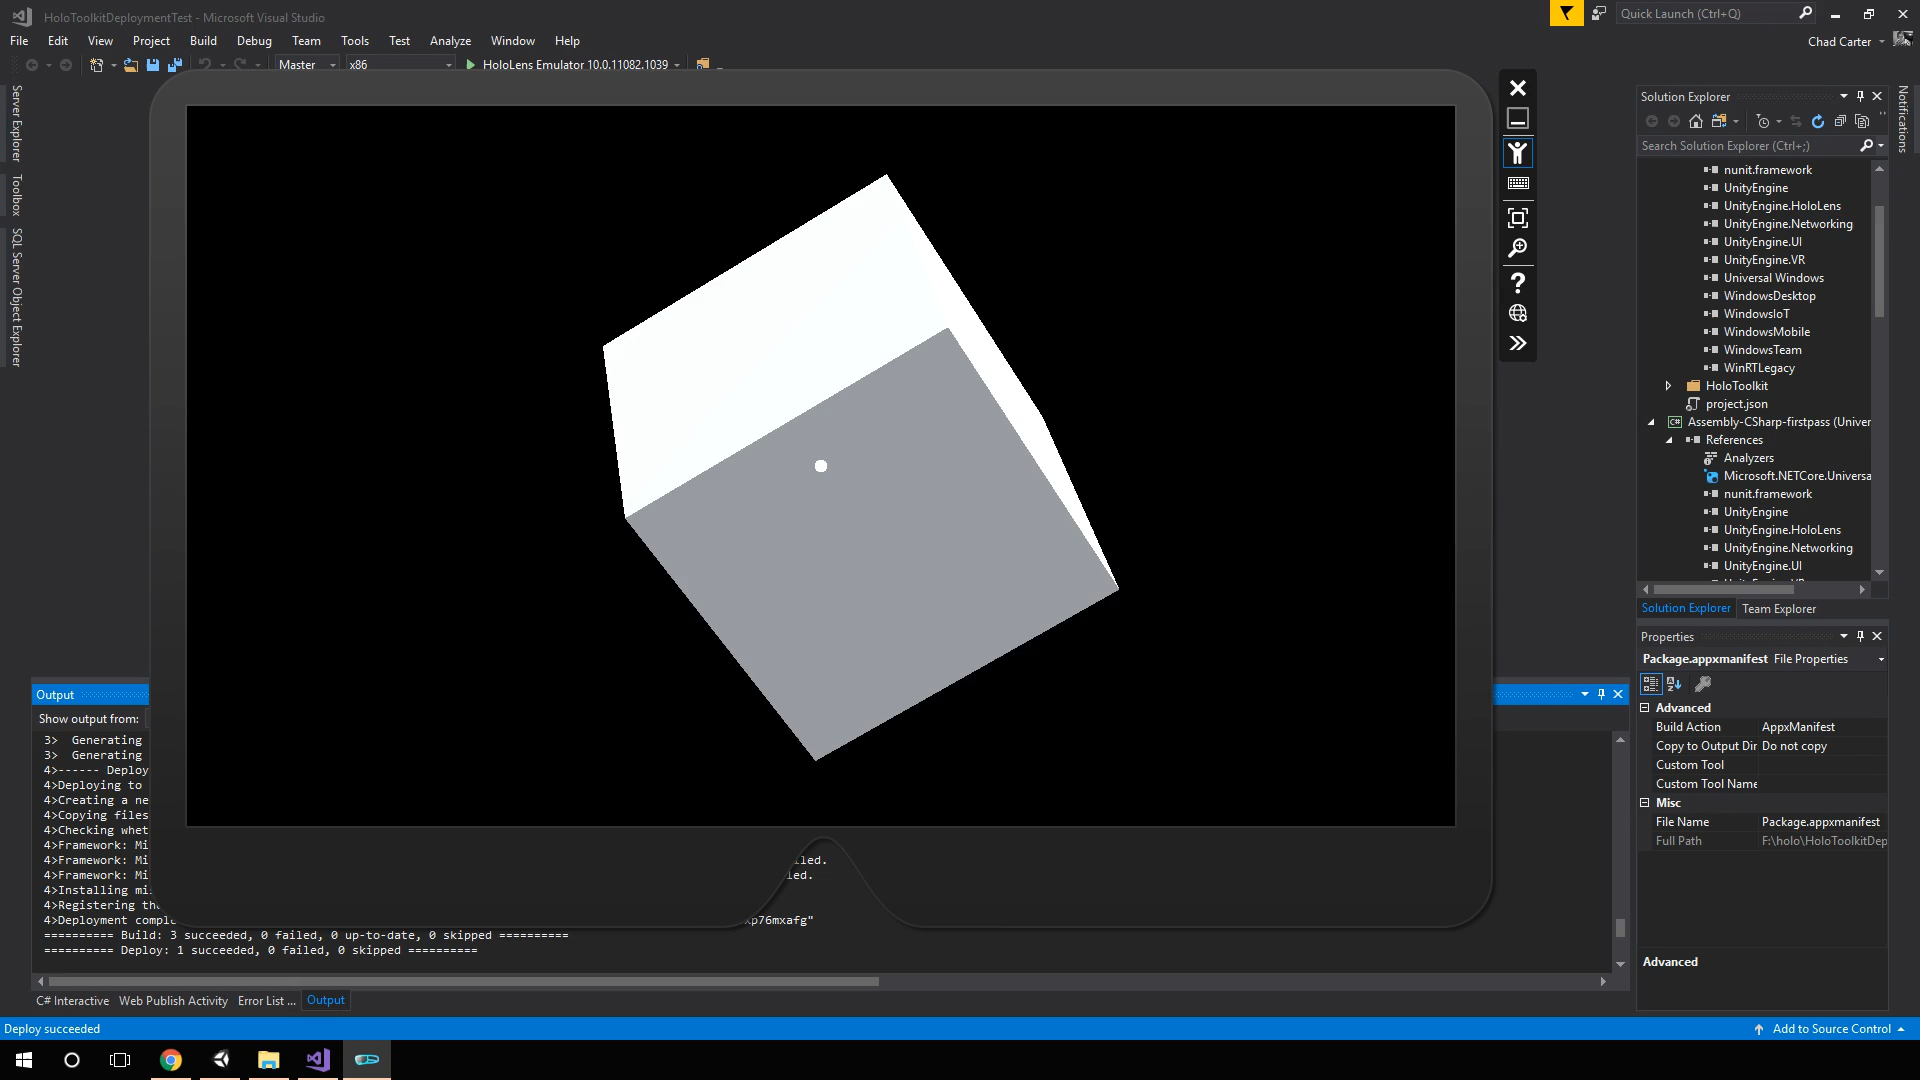 HoloToolkitDeploymentTest - Microsoft Visual Studio
Quick Launch (Ctrl+Q)
File Edit View Project Build Debug Team Tools Test Analyze Window Help
Chad Carter
Master x86 HoloLens Emulator 10.0.11082.1039
Server Explorer
Toolbox
SQL Server Object Explorer
Notifications
Solution Explorer
Search Solution Explorer (Ctrl+;)
nunit.framework
UnityEngine
UnityEngine.HoloLens
UnityEngine.Networking
UnityEngine.UI
UnityEngine.VR
Universal Windows
WindowsDesktop
WindowsIoT
WindowsMobile
WindowsTeam
WinRTLegacy
HoloToolkit
project.json
C# Assembly-CSharp-firstpass (Univer
References
Analyzers
Microsoft.NETCore.Universa
nunit.framework
UnityEngine
UnityEngine.HoloLens
UnityEngine.Networking
UnityEngine.UI
Solution Explorer Team Explorer
Properties
Package.appxmanifest File Properties
Advanced
Build Action AppxManifest
Copy to Output Dir Do not copy
Custom Tool
Custom Tool Name
Misc
File Name Package.appxmanifest
Full Path F:\holo\HoloToolkitDep
Advanced
Output
Show output from:
3> Generating
3> Generating
4>------ Deploy
4>Deploying to
4>Creating a ne
4>Copying files
4>Checking whet
4>Framework: Mi
4>Framework: Mi lled.
4>Framework: Mi led.
4>Installing mi
4>Registering th
4>Deployment comple xp76mxafg"
========== Build: 3 succeeded, 0 failed, 0 up-to-date, 0 skipped ==========
========== Deploy: 1 succeeded, 0 failed, 0 skipped ==========
C# Interactive Web Publish Activity Error List ... Output
Deploy succeeded
Add to Source Control